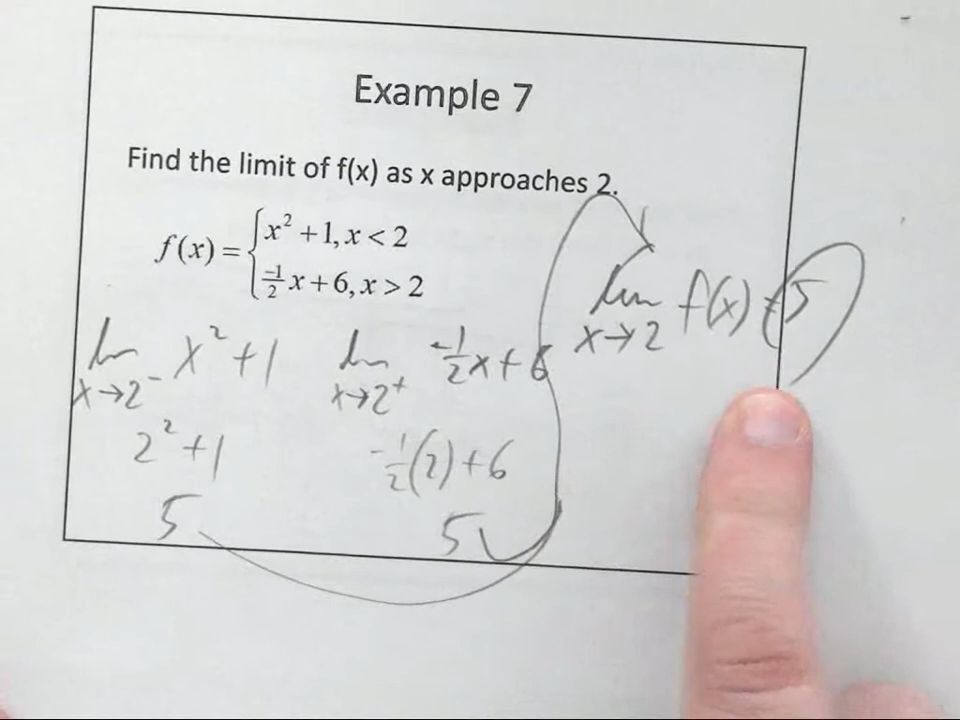 Example 7
Find the limit of f(x) as x approaches 2.
f(x) = { x² + 1, x < 2
-1/2 x + 6, x > 2
lim x→2⁻ x² + 1
2² + 1
5
lim x→2⁺ -1/2 x + 6
-1/2 (2) + 6
5
lim x→2 f(x) = 5